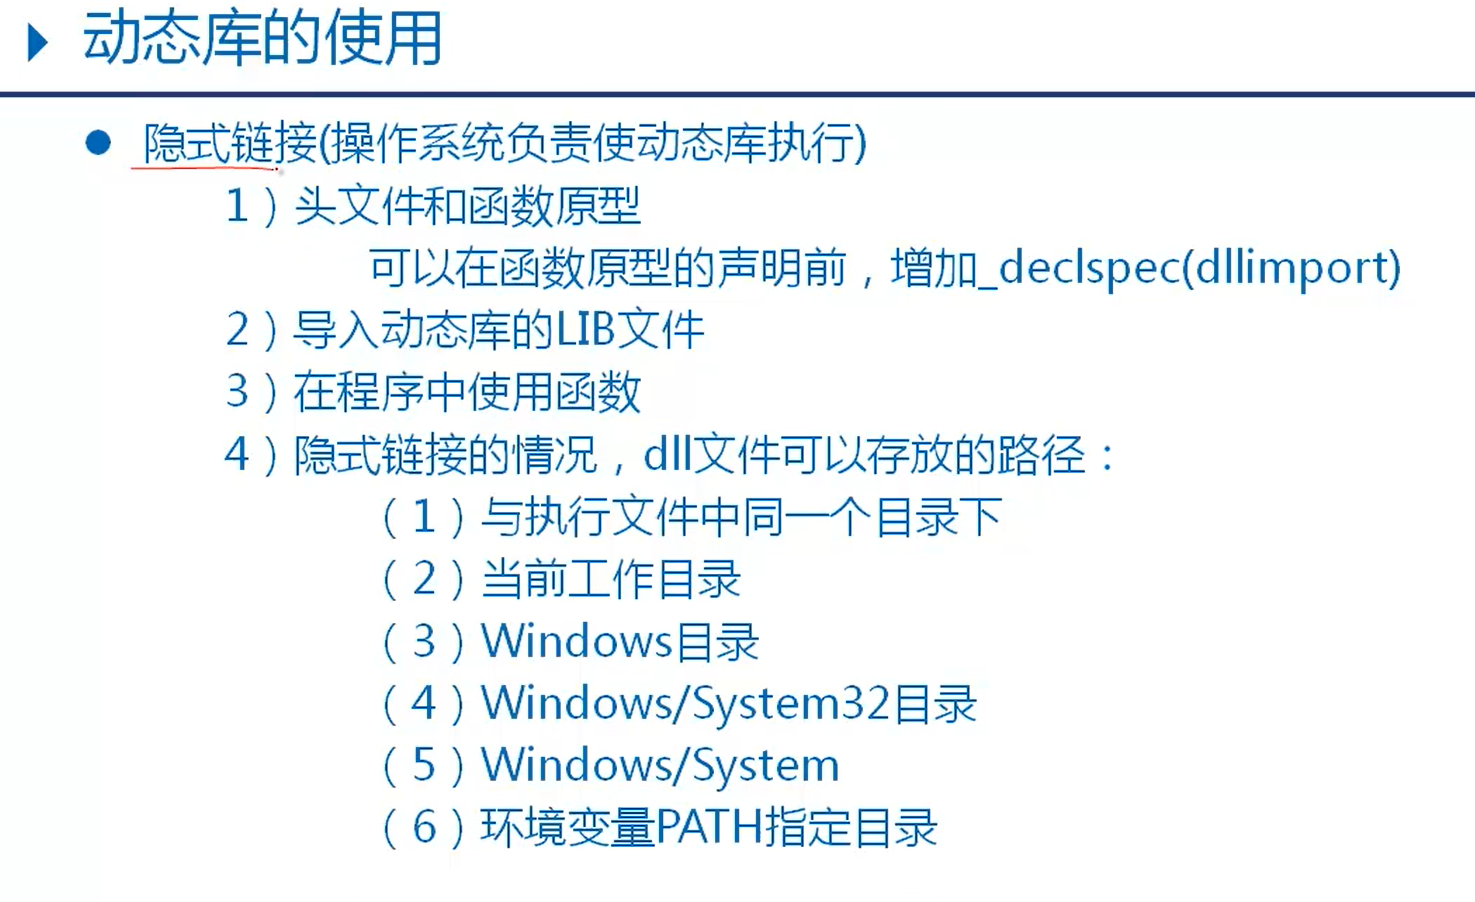 动态库的使用
隐式链接(操作系统负责使动态库执行)
1）头文件和函数原型
可以在函数原型的声明前，增加_declspec(dllimport)
2）导入动态库的LIB文件
3）在程序中使用函数
4）隐式链接的情况，dll文件可以存放的路径：
（1）与执行文件中同一个目录下
（2）当前工作目录
（3）Windows目录
（4）Windows/System32目录
（5）Windows/System
（6）环境变量PATH指定目录